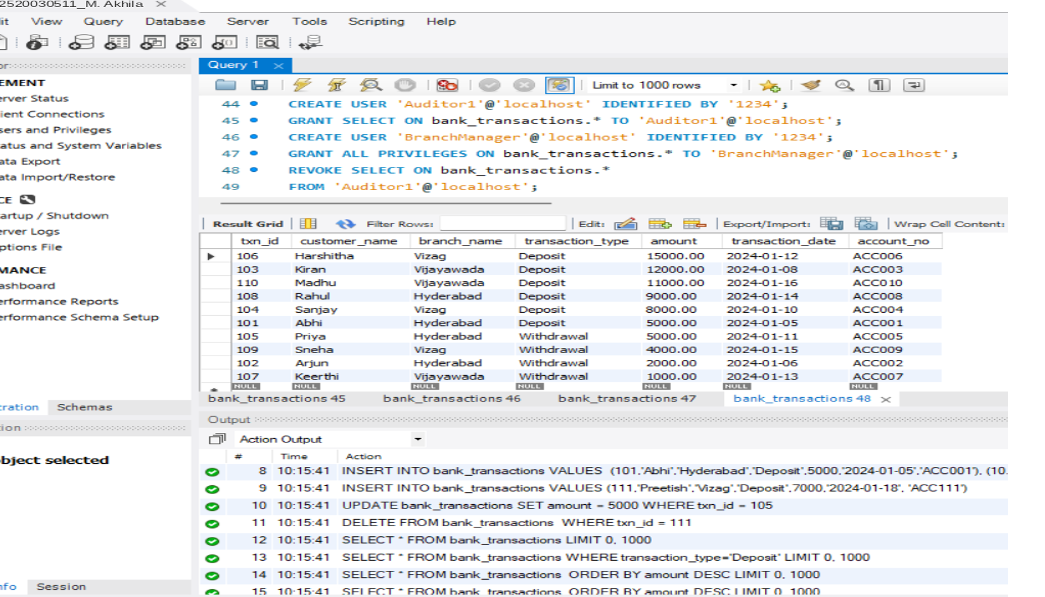 2520030511_M. Akhila ×
it View Query Database Server Tools Scripting Help
Query 1 ×
Limit to 1000 rows
EMENT
erver Status
ient Connections
sers and Privileges
atus and System Variables
ata Export
ata Import/Restore
CE
artup / Shutdown
erver Logs
ptions File
MANCE
ashboard
erformance Reports
erformance Schema Setup
44 CREATE USER 'Auditor1'@'localhost' IDENTIFIED BY '1234';
45 GRANT SELECT ON bank_transactions.* TO 'Auditor1'@'localhost';
46 CREATE USER 'BranchManager'@'localhost' IDENTIFIED BY '1234';
47 GRANT ALL PRIVILEGES ON bank_transactions.* TO 'BranchManager'@'localhost';
48 REVOKE SELECT ON bank_transactions.*
49 FROM 'Auditor1'@'localhost';
Result Grid Filter Rows: Edit: Export/Import: Wrap Cell Content:
txn_id customer_name branch_name transaction_type amount transaction_date account_no
106 Harshitha Vizag Deposit 15000.00 2024-01-12 ACC006
103 Kiran Vijayawada Deposit 12000.00 2024-01-08 ACC003
110 Madhu Vijayawada Deposit 11000.00 2024-01-16 ACC010
108 Rahul Hyderabad Deposit 9000.00 2024-01-14 ACC008
104 Sanjay Vizag Deposit 8000.00 2024-01-10 ACC004
101 Abhi Hyderabad Deposit 5000.00 2024-01-05 ACC001
105 Priya Hyderabad Withdrawal 5000.00 2024-01-11 ACC005
109 Sneha Vizag Withdrawal 4000.00 2024-01-15 ACC009
102 Arjun Hyderabad Withdrawal 2000.00 2024-01-06 ACC002
107 Keerthi Vijayawada Withdrawal 1000.00 2024-01-13 ACC007
NULL NULL NULL NULL NULL NULL NULL
bank_transactions 45 bank_transactions 46 bank_transactions 47 bank_transactions 48 ×
tration Schemas
bject selected
Output
Action Output
# Time Action
8 10:15:41 INSERT INTO bank_transactions VALUES (101,'Abhi','Hyderabad','Deposit',5000,'2024-01-05','ACC001'), (10.
9 10:15:41 INSERT INTO bank_transactions VALUES (111,'Preetish','Vizag','Deposit',7000,'2024-01-18', 'ACC111')
10 10:15:41 UPDATE bank_transactions SET amount = 5000 WHERE txn_id = 105
11 10:15:41 DELETE FROM bank_transactions WHERE txn_id = 111
12 10:15:41 SELECT * FROM bank_transactions LIMIT 0, 1000
13 10:15:41 SELECT * FROM bank_transactions WHERE transaction_type='Deposit' LIMIT 0, 1000
14 10:15:41 SELECT * FROM bank_transactions ORDER BY amount DESC LIMIT 0, 1000
15 10:15:41 SELECT * FROM bank_transactions ORDER BY amount DESC LIMIT 0, 1000
nfo Session